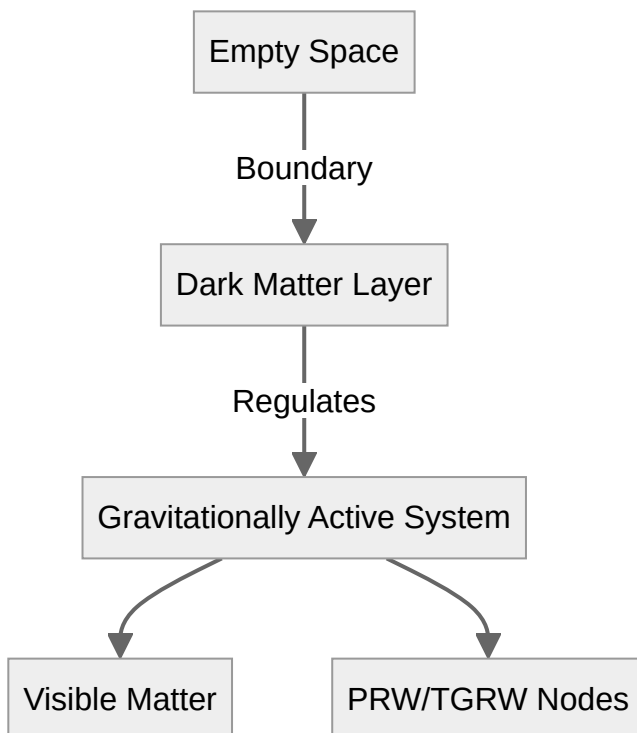 Empty Space
Boundary
Dark Matter Layer
Regulates
Gravitationally Active System
Visible Matter
PRW/TGRW Nodes